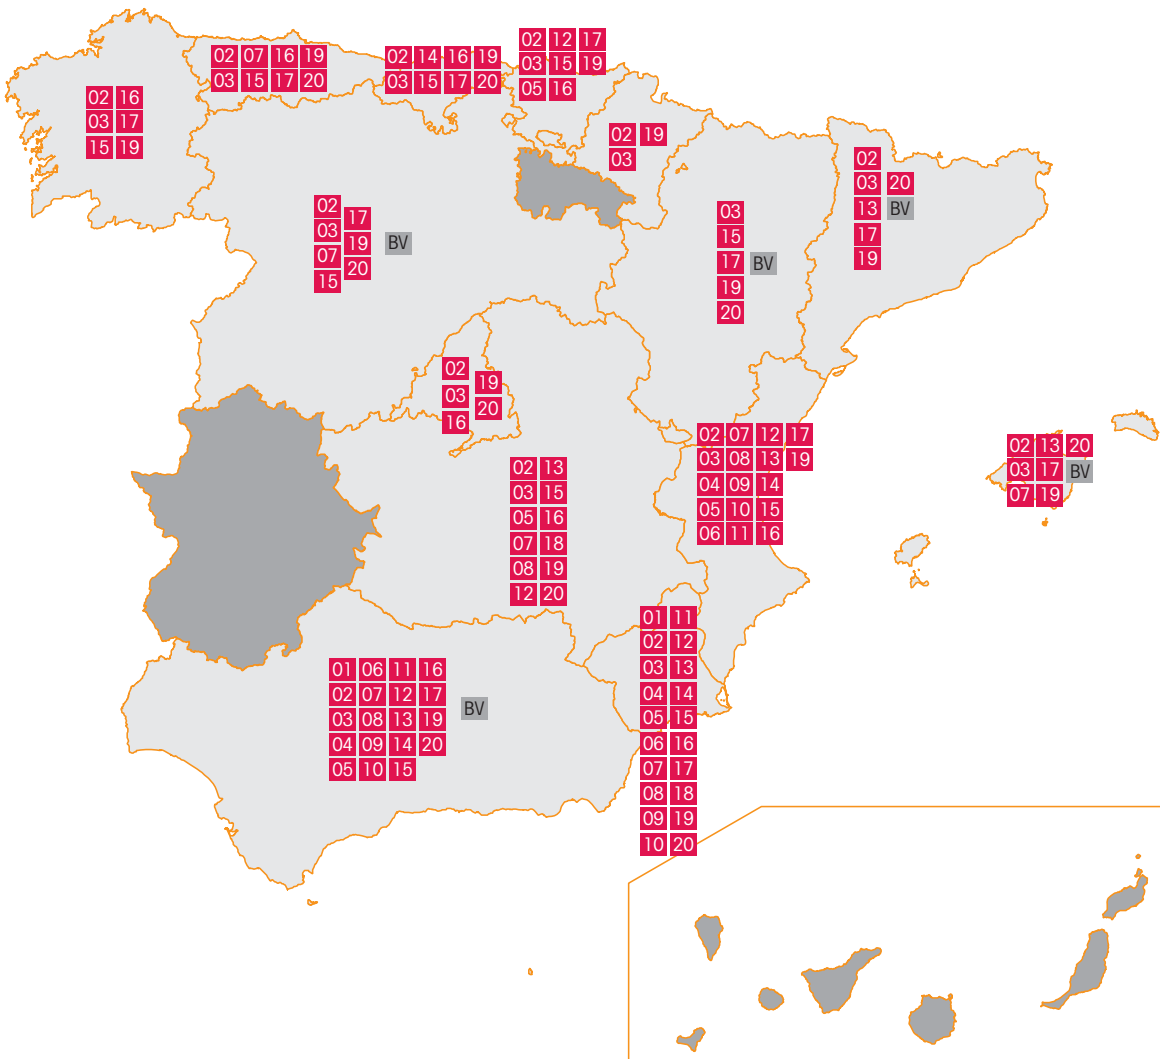 02 07 16 19
03 15 17 20
02 14 16 19
03 15 17 20
02 12 17
03 15 19
05 16
02 16
03 17
15 19
02 19
03
02
03 20
13 BV
17
19
02
17
03
19 BV
07
20
15
03
15
17 BV
19
20
02
19
03
20
16
02 07 12 17
03 08 13 19
04 09 14
05 10 15
06 11 16
02 13 20
03 17 BV
07 19
02 13
03 15
05 16
07 18
08 19
12 20
01 11
02 12
03 13
04 14
05 15
06 16
07 17
08 18
09 19
10 20
01 06 11 16
02 07 12 17
03 08 13 19 BV
04 09 14 20
05 10 15